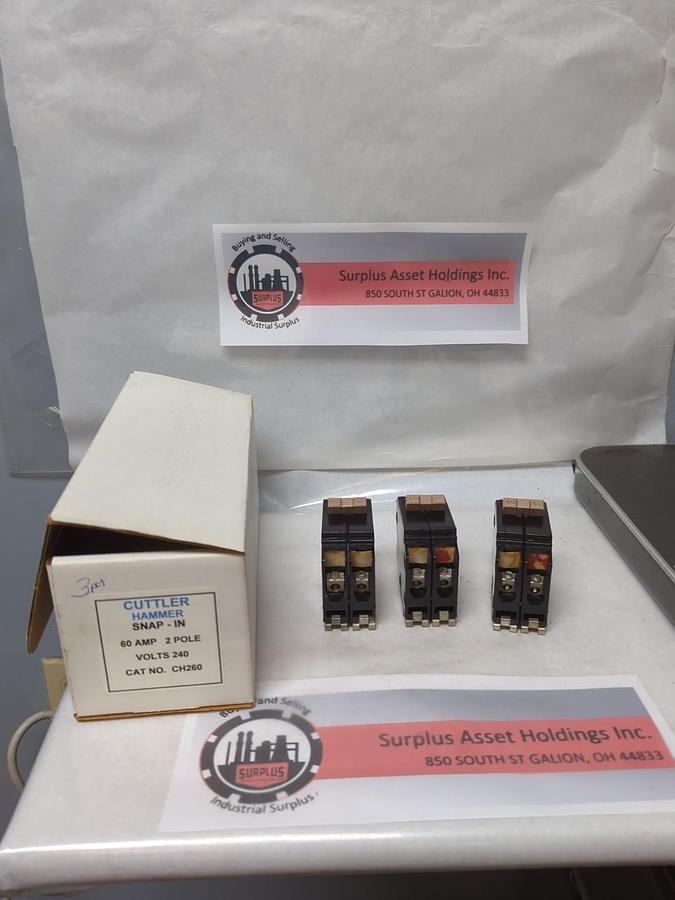 Buying and Selling
SURPLUS
Industrial Surplus
Surplus Asset Holdings Inc.
850 SOUTH ST GALION, OH 44833
3pcs
CUTTLER
HAMMER
SNAP - IN
60 AMP 2 POLE
VOLTS 240
CAT NO. CH260
60
Buying and Selling
SURPLUS
Industrial Surplus
Surplus Asset Holdings Inc.
850 SOUTH ST GALION, OH 44833